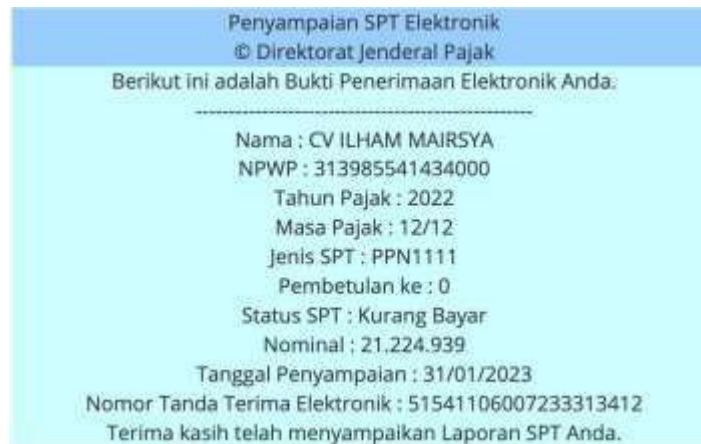 Penyampaian SPT Elektronik
© Direktorat Jenderal Pajak
Berikut ini adalah Bukti Penerimaan Elektronik Anda.
----------------------------------------------------
Nama : CV ILHAM MAIRSYA
NPWP : 313985541434000
Tahun Pajak : 2022
Masa Pajak : 12/12
Jenis SPT : PPN1111
Pembetulan ke : 0
Status SPT : Kurang Bayar
Nominal : 21.224.939
Tanggal Penyampaian : 31/01/2023
Nomor Tanda Terima Elektronik : 51541106007233313412
Terima kasih telah menyampaikan Laporan SPT Anda.